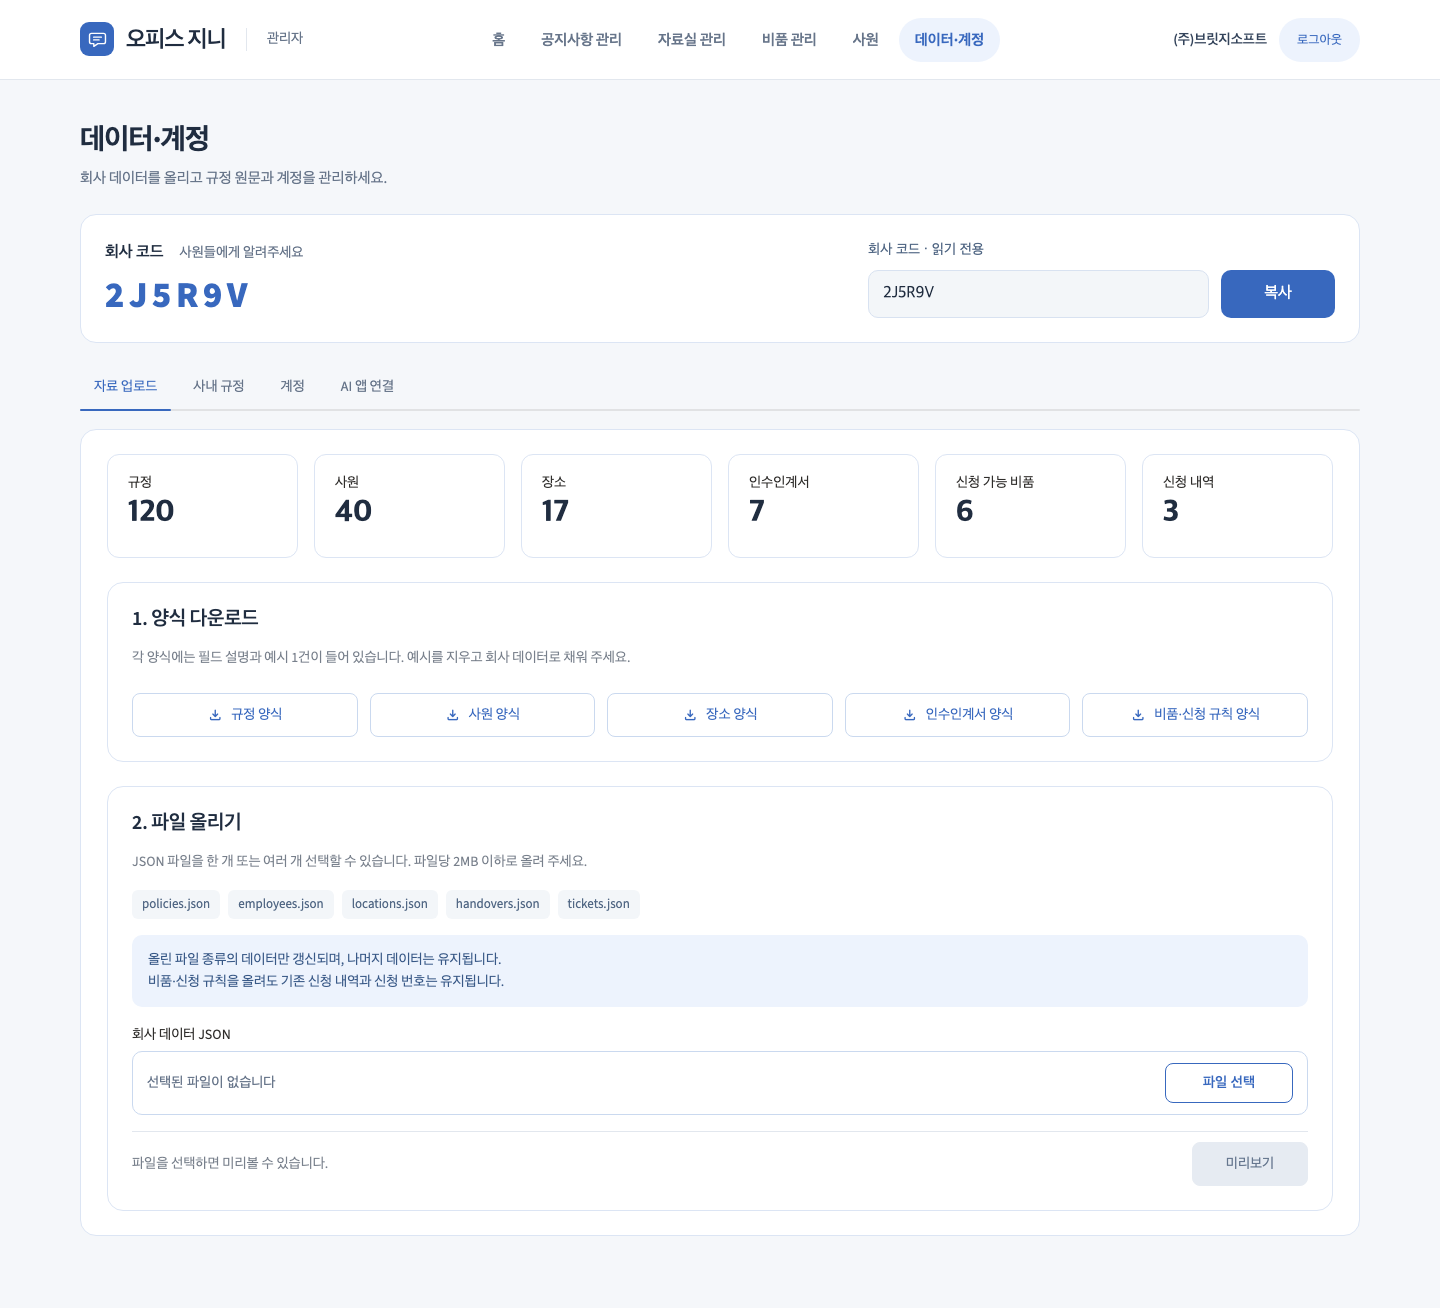 오피스 지니
관리자
홈
공지사항 관리
자료실 관리
비품 관리
사원
데이터·계정
(주)브릿지소프트
로그아웃
데이터·계정
회사 데이터를 올리고 규정 원문과 계정을 관리하세요.
회사 코드
사원들에게 알려주세요
2J5R9V
회사 코드 · 읽기 전용
2J5R9V
복사
자료 업로드
사내 규정
계정
AI 앱 연결
규정
120
사원
40
장소
17
인수인계서
7
신청 가능 비품
6
신청 내역
3
1. 양식 다운로드
각 양식에는 필드 설명과 예시 1건이 들어 있습니다. 예시를 지우고 회사 데이터로 채워 주세요.
규정 양식
사원 양식
장소 양식
인수인계서 양식
비품·신청 규칙 양식
2. 파일 올리기
JSON 파일을 한 개 또는 여러 개 선택할 수 있습니다. 파일당 2MB 이하로 올려 주세요.
policies.json
employees.json
locations.json
handovers.json
tickets.json
올린 파일 종류의 데이터만 갱신되며, 나머지 데이터는 유지됩니다.
비품·신청 규칙을 올려도 기존 신청 내역과 신청 번호는 유지됩니다.
회사 데이터 JSON
선택된 파일이 없습니다
파일 선택
파일을 선택하면 미리볼 수 있습니다.
미리보기